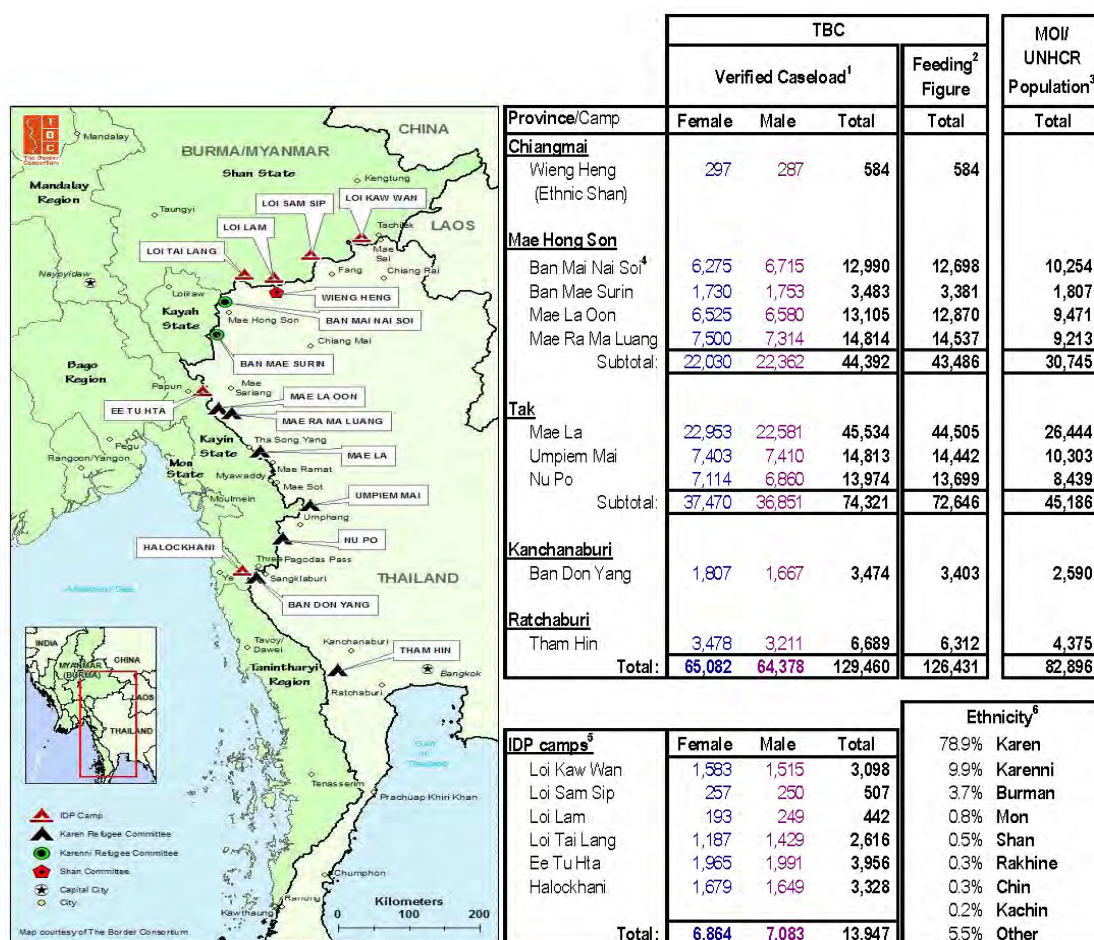 T B C
The Border
Consortium
Mandalay
CHINA
BURMA/MYANMAR
Shan State
Mandalay
Region
Kengtung
LOI SAM SIP
LOI KAW WAN
Taungyi
LOI LAM
Tachilek
LAOS
LOI TAI LANG
Mae
Sai
Fang
Chiang Rai
Naypyidaw
Loikaw
WIENG HENG
Kayah
State
Mae Hong Son
BAN MAI NAI SOI
Chiang Mai
Bago
Region
BAN MAE SURIN
Papun
Mae
Sariang
MAE LA OON
EE TU HTA
MAE RA MA LUANG
Kayin
State
Tha Song Yang
Pegu
MAE LA
Rangoon/Yangon
Mon
State
Myawaddy
Mae Ramat
Mae Sot
Moulmein
UMPIEM MAI
Umphang
NU PO
HALOCKHANI
Three Pagodas Pass
Ye
Sangklaburi
THAILAND
BAN DON YANG
Tavoy/
Dawei
Kanchanaburi
THAM HIN
Tanintharyi
Region
Bangkok
Ratchaburi
INDIA
CHINA
MYANMAR
(BURMA)
LAOS
THAILAND
Tenasserim
Prachuap Khiri Khan
Chumphon
Ranong
Kawthaung
IDP Camp
Karen Refugee Committee
Karenni Refugee Committee
Shan Committee
Capital City
City
Kilometers
0 100 200
Map courtesy of The Border Consortium
TBC
Verified Caseload1
Feeding2
Figure
MOI/
UNHCR
Population3
Province/Camp Female Male Total Total Total
Chiangmai
Wieng Heng 297 287 584 584
(Ethnic Shan)
Mae Hong Son
Ban Mai Nai Soi4 6,275 6,715 12,990 12,698 10,254
Ban Mae Surin 1,730 1,753 3,483 3,381 1,807
Mae La Oon 6,525 6,580 13,105 12,870 9,471
Mae Ra Ma Luang 7,500 7,314 14,814 14,537 9,213
Subtotal: 22,030 22,362 44,392 43,486 30,745
Tak
Mae La 22,953 22,581 45,534 44,505 26,444
Umpiem Mai 7,403 7,410 14,813 14,442 10,303
Nu Po 7,114 6,860 13,974 13,699 8,439
Subtotal: 37,470 36,851 74,321 72,646 45,186
Kanchanaburi
Ban Don Yang 1,807 1,667 3,474 3,403 2,590
Ratchaburi
Tham Hin 3,478 3,211 6,689 6,312 4,375
Total: 65,082 64,378 129,460 126,431 82,896
IDP camps5 Female Male Total
Loi Kaw Wan 1,583 1,515 3,098
Loi Sam Sip 257 250 507
Loi Lam 193 249 442
Loi Tai Lang 1,187 1,429 2,616
Ee Tu Hta 1,965 1,991 3,956
Halockhani 1,679 1,649 3,328
Total: 6,864 7,083 13,947
Ethnicity6
78.9% Karen
9.9% Karenni
3.7% Burman
0.8% Mon
0.5% Shan
0.3% Rakhine
0.3% Chin
0.2% Kachin
5.5% Other